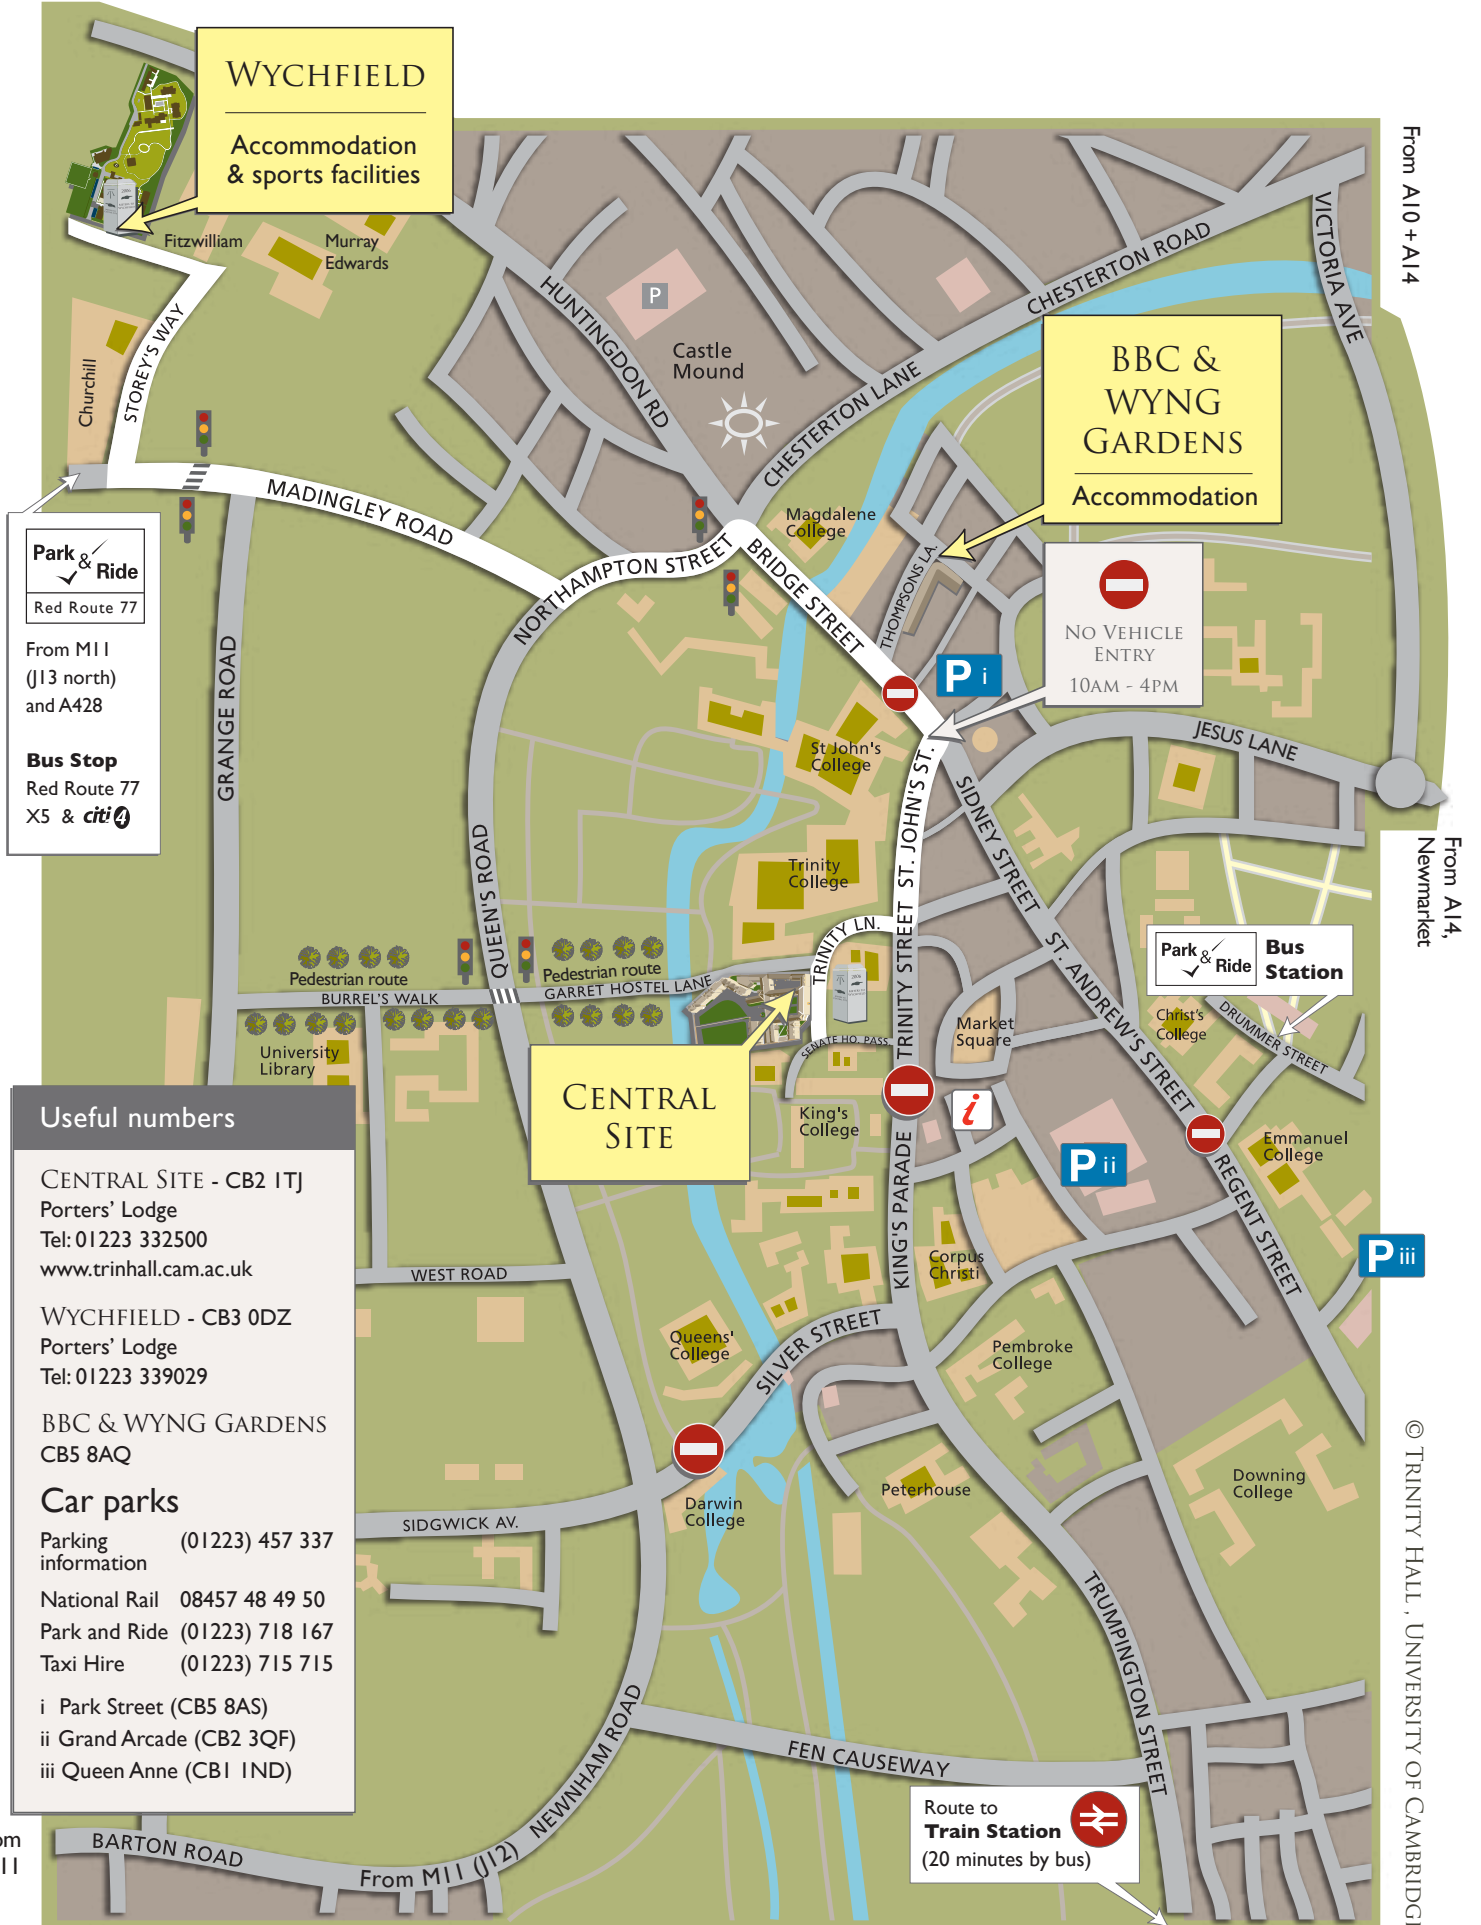 WYCHFIELD
Accommodation
& sports facilities
From A10 + A14
Fitzwilliam
Murray
Edwards
VICTORIA AVE
CHESTERTON ROAD
HUNTINGDON RD
P
Castle
Mound
STOREY'S WAY
Churchill
BBC &
WYNG
GARDENS
Accommodation
CHESTERTON LANE
MADINGLEY ROAD
Magdalene
College
NORTHAMPTON STREET
BRIDGE STREET
THOMPSONS LA.
Park & Ride
Red Route 77
From M11
(J13 north)
and A428
Bus Stop
Red Route 77
X5 & citi 4
NO VEHICLE
ENTRY
10AM - 4PM
P i
GRANGE ROAD
JESUS LANE
St John's
College
ST. JOHN'S ST.
SIDNEY STREET
QUEEN'S ROAD
Trinity
College
From A14,
Newmarket
TRINITY LN.
TRINITY STREET
ST. ANDREW'S STREET
Park & Ride
Bus
Station
Pedestrian route
Pedestrian route
BURREL'S WALK
GARRET HOSTEL LANE
Christ's
College
DRUMMER STREET
Market
Square
SENATE HO. PASS
University
Library
CENTRAL
SITE
King's
College
i
P ii
Emmanuel
College
KING'S PARADE
REGENT STREET
P iii
Useful numbers
CENTRAL SITE - CB2 1TJ
Porters' Lodge
Tel: 01223 332500
www.trinhall.cam.ac.uk
WYCHFIELD - CB3 0DZ
Porters' Lodge
Tel: 01223 339029
BBC & WYNG GARDENS
CB5 8AQ
Car parks
Parking
information (01223) 457 337
National Rail 08457 48 49 50
Park and Ride (01223) 718 167
Taxi Hire (01223) 715 715
i Park Street (CB5 8AS)
ii Grand Arcade (CB2 3QF)
iii Queen Anne (CB1 1ND)
WEST ROAD
Corpus
Christi
Queens'
College
SILVER STREET
Pembroke
College
Darwin
College
Peterhouse
Downing
College
SIDGWICK AV.
TRUMPINGTON STREET
NEWNHAM ROAD
FEN CAUSEWAY
Route to
Train Station
(20 minutes by bus)
BARTON ROAD
From M11 (J12)
om
11
© TRINITY HALL , UNIVERSITY OF CAMBRIDGE